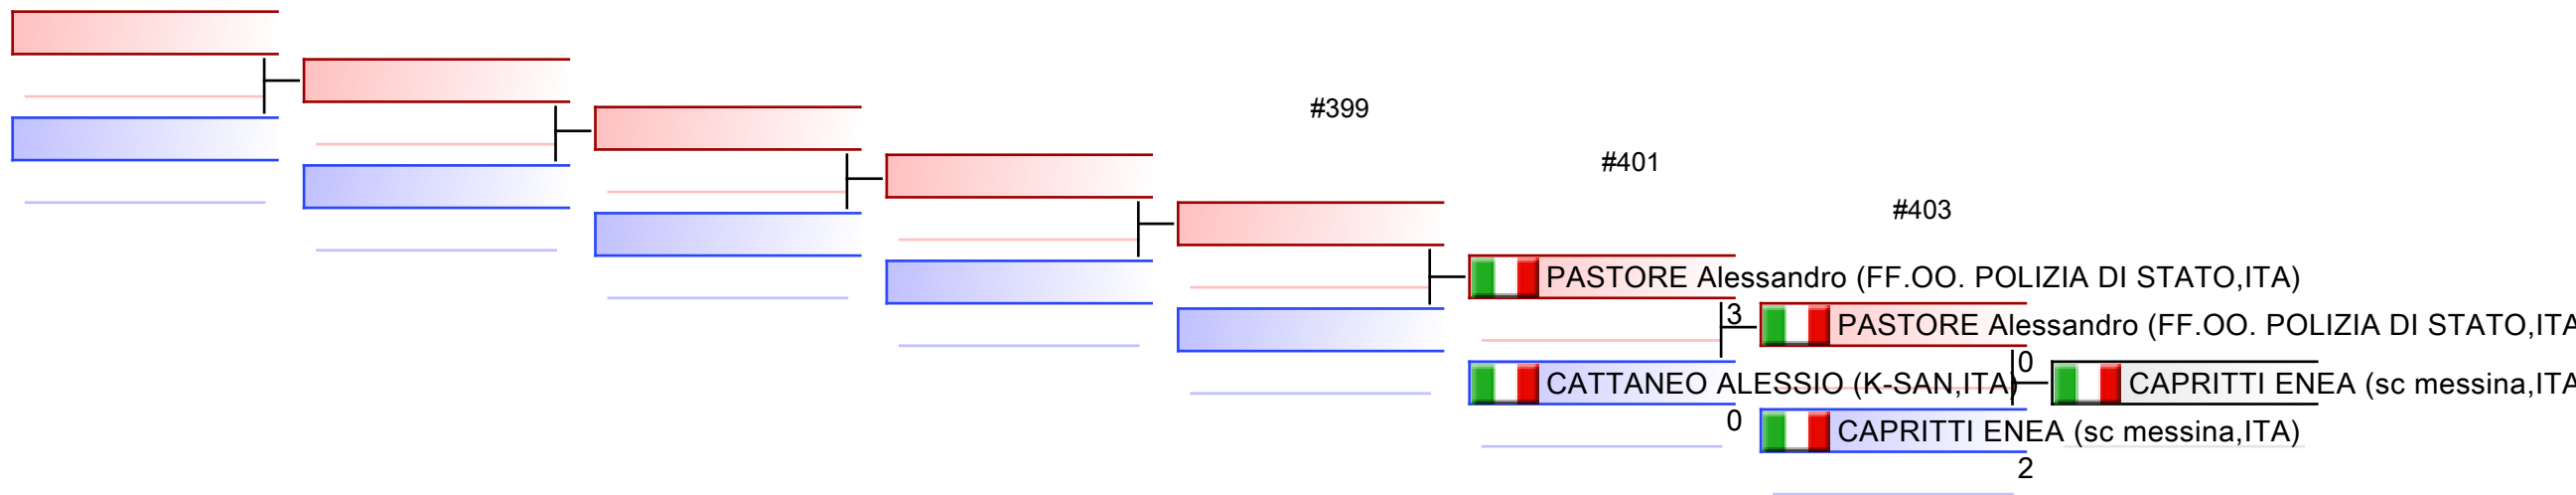 #399
#401
#403
PASTORE Alessandro (FF.OO. POLIZIA DI STATO,ITA)
3
PASTORE Alessandro (FF.OO. POLIZIA DI STATO,ITA
0
CATTANEO ALESSIO (K-SAN,ITA)
CAPRITTI ENEA (sc messina,ITA
0
CAPRITTI ENEA (sc messina,ITA)
2